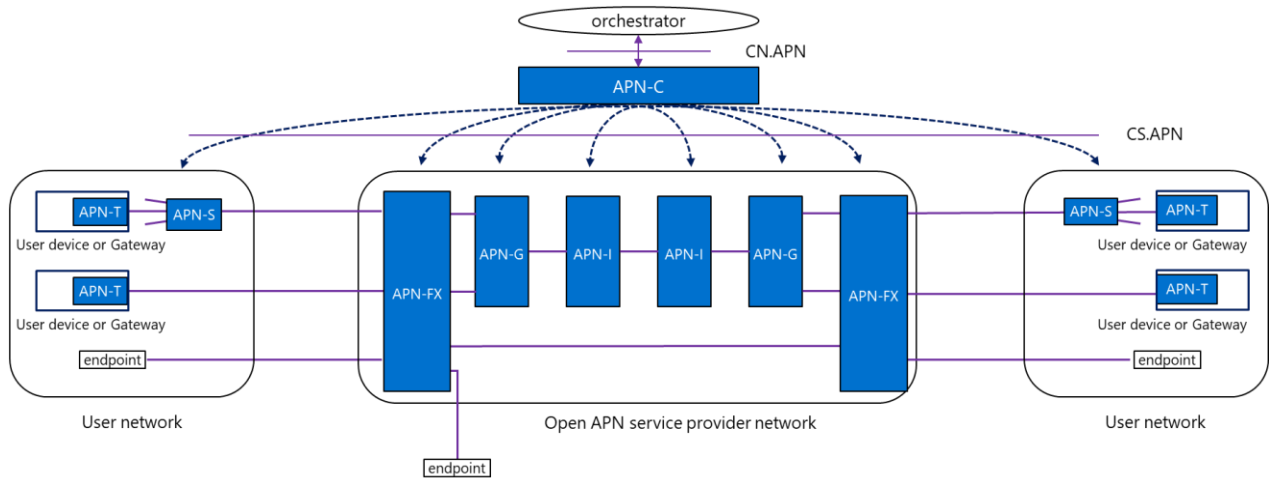 orchestrator
CN.APN
APN-C
CS.APN
APN-T
APN-S
User device or Gateway
APN-T
User device or Gateway
endpoint
User network
APN-FX
APN-G
APN-I
APN-I
APN-G
APN-FX
Open APN service provider network
endpoint
APN-S
APN-T
User device or Gateway
APN-T
User device or Gateway
endpoint
User network